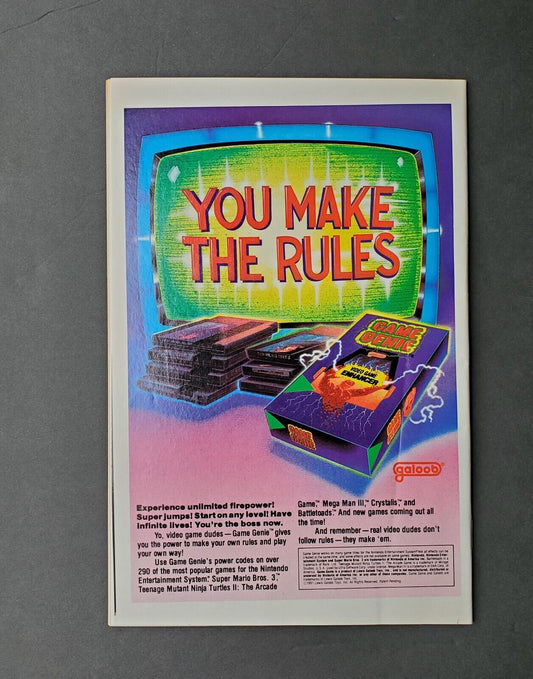 YOU MAKE
THE RULES
GAME
GENIE™
VIDEO GAME
ENHANCER
GAME
GENIE
galoob®
Experience unlimited firepower!
Super jumps! Start on any level! Have
infinite lives! You're the boss now.
Yo, video game dudes — Game Genie™ gives
you the power to make your own rules and play
your own way!
Use Game Genie's power codes on over
290 of the most popular games for the Nintendo
Entertainment System.® Super Mario Bros. 3,™
Teenage Mutant Ninja Turtles II: The Arcade
Game,™ Mega Man III,™ Crystalis,™ and
Battletoads.™ And new games coming out all
the time!
And remember — real video dudes don't
follow rules — they make 'em.